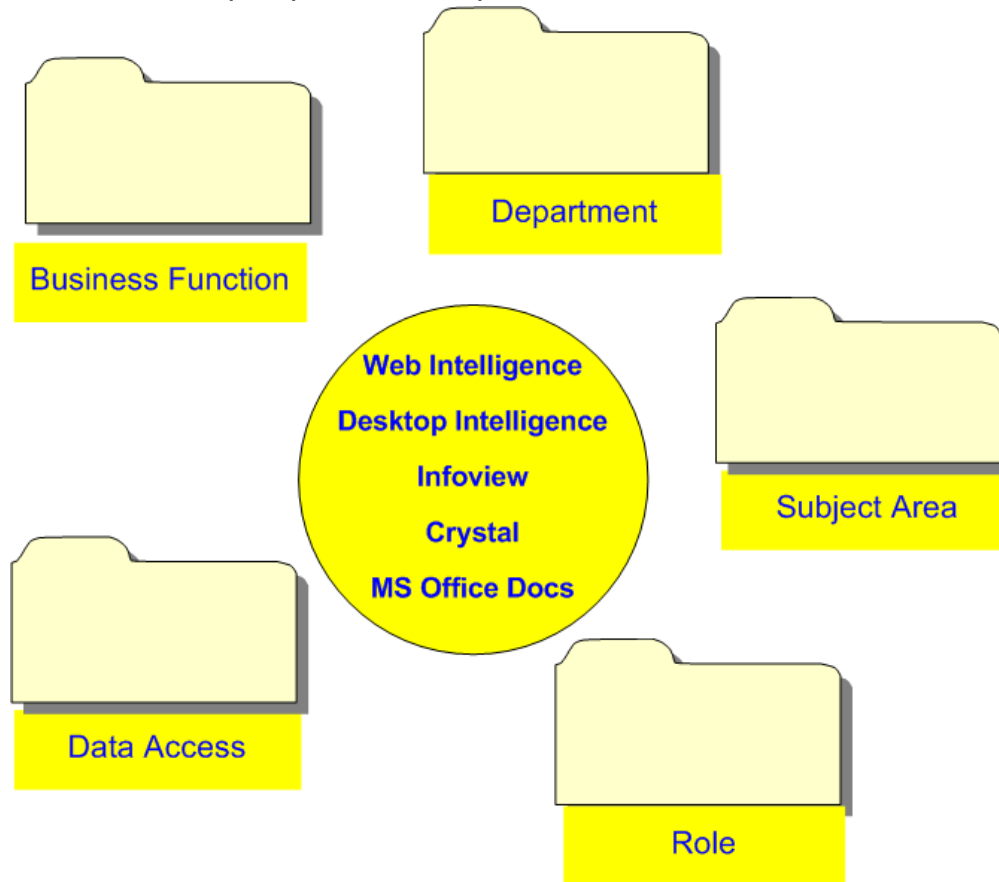 Department
Business Function
Web Intelligence
Desktop Intelligence
Infoview
Crystal
MS Office Docs
Subject Area
Data Access
Role